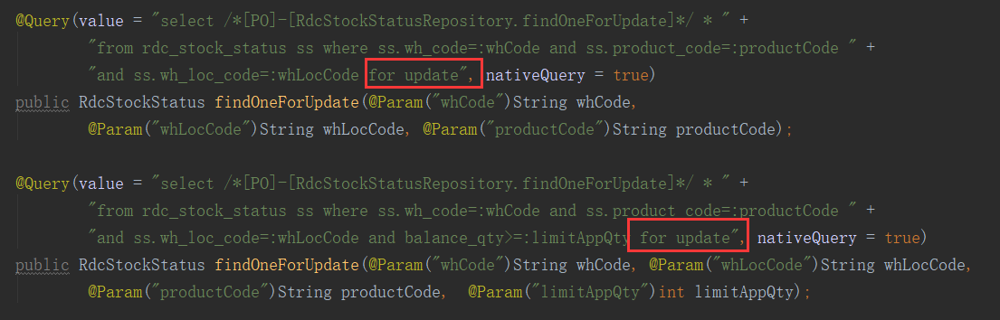 @Query(value = "select /*[PO]-[RdcStockStatusRepository.findOneForUpdate]*/ * " +
"from rdc_stock_status ss where ss.wh_code=:whCode and ss.product_code=:productCode " +
"and ss.wh_loc_code=:whLocCode for update", nativeQuery = true)
public RdcStockStatus findOneForUpdate(@Param("whCode")String whCode,
@Param("whLocCode")String whLocCode, @Param("productCode")String productCode);
@Query(value = "select /*[PO]-[RdcStockStatusRepository.findOneForUpdate]*/ * " +
"from rdc_stock_status ss where ss.wh_code=:whCode and ss.product_code=:productCode " +
"and ss.wh_loc_code=:whLocCode and balance_qty>=:limitAppQty for update", nativeQuery = true)
public RdcStockStatus findOneForUpdate(@Param("whCode")String whCode, @Param("whLocCode")String whLocCode,
@Param("productCode")String productCode, @Param("limitAppQty")int limitAppQty);